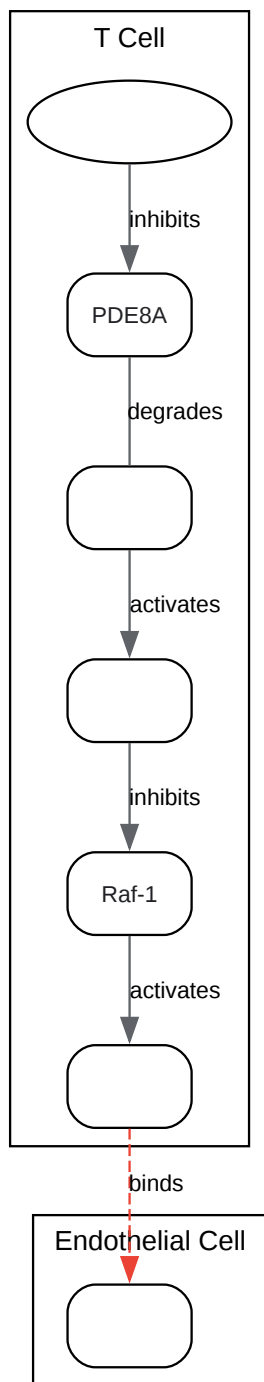 T Cell
inhibits
PDE8A
degrades
activates
inhibits
Raf-1
activates
binds
Endothelial Cell